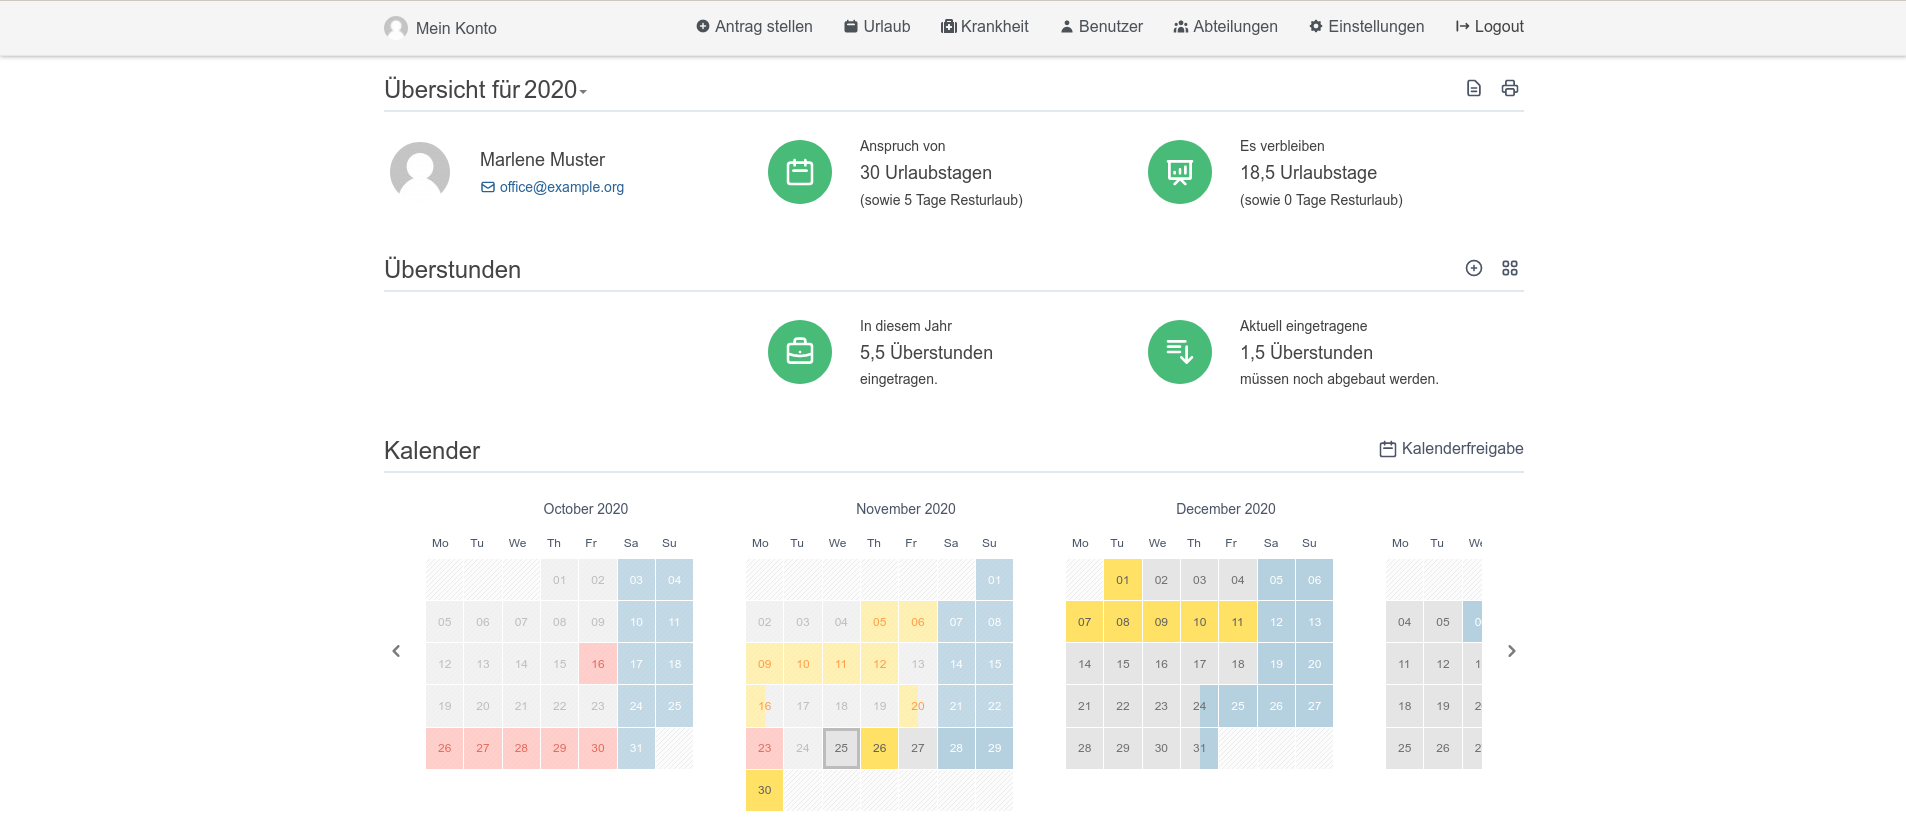 Mein Konto Antrag stellen Urlaub Krankheit Benutzer Abteilungen Einstellungen Logout
Übersicht für 2020
Marlene Muster
office@example.org
Anspruch von
30 Urlaubstagen
(sowie 5 Tage Resturlaub)
Es verbleiben
18,5 Urlaubstage
(sowie 0 Tage Resturlaub)
Überstunden
In diesem Jahr
5,5 Überstunden
eingetragen.
Aktuell eingetragene
1,5 Überstunden
müssen noch abgebaut werden.
Kalender
Kalenderfreigabe
October 2020
Mo Tu We Th Fr Sa Su
01 02 03 04
05 06 07 08 09 10 11
12 13 14 15 16 17 18
19 20 21 22 23 24 25
26 27 28 29 30 31
November 2020
Mo Tu We Th Fr Sa Su
01
02 03 04 05 06 07 08
09 10 11 12 13 14 15
16 17 18 19 20 21 22
23 24 25 26 27 28 29
30
December 2020
Mo Tu We Th Fr Sa Su
01 02 03 04 05 06
07 08 09 10 11 12 13
14 15 16 17 18 19 20
21 22 23 24 25 26 27
28 29 30 31
Mo Tu We
04 05
11 12
18 19
25 26